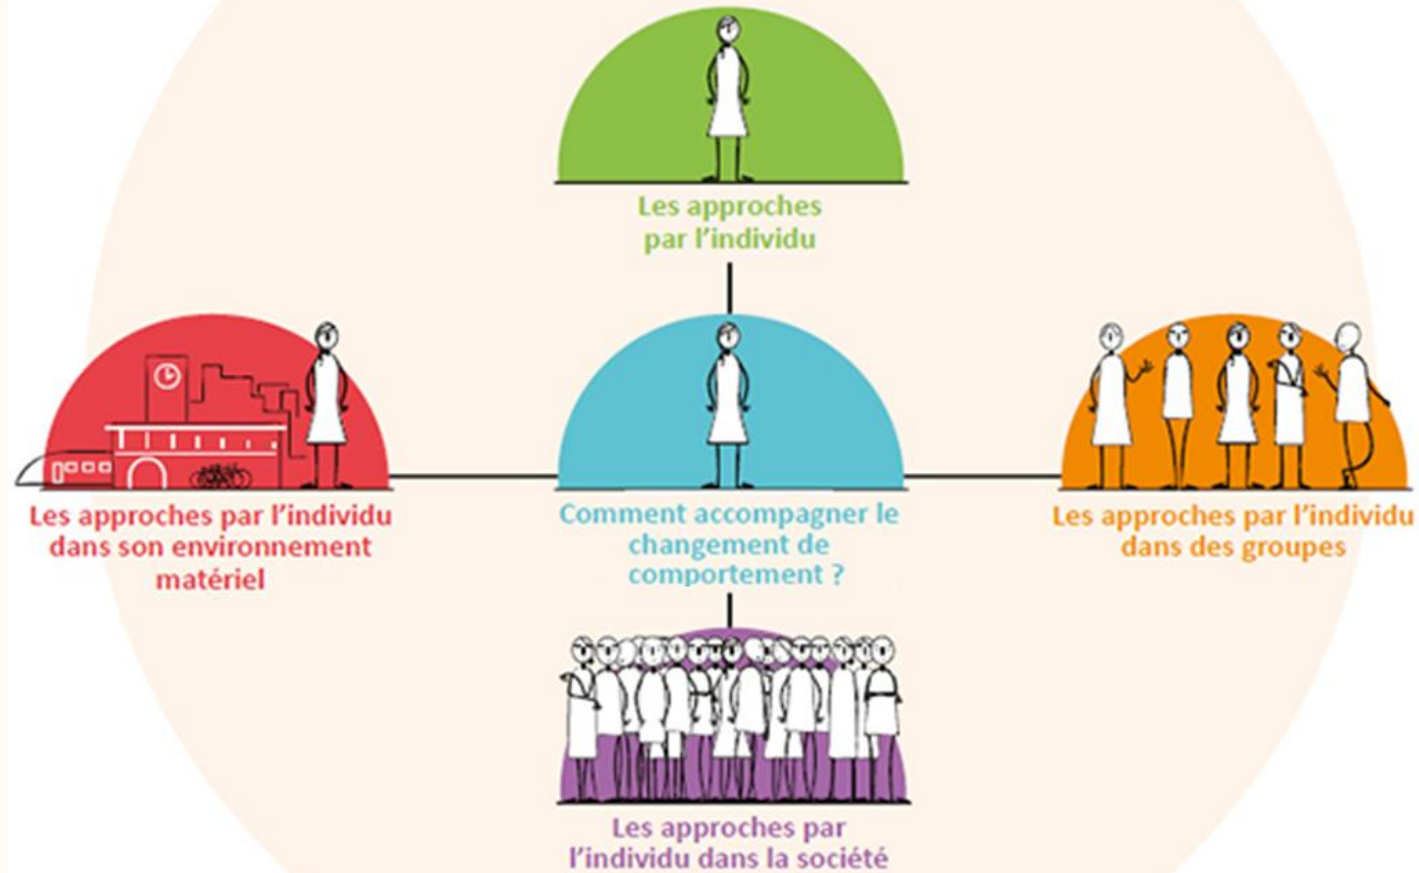 Les approches
par l'individu
Les approches par l'individu
dans son environnement
matériel
Comment accompagner le
changement de
comportement ?
Les approches par l'individu
dans des groupes
Les approches par
l'individu dans la société